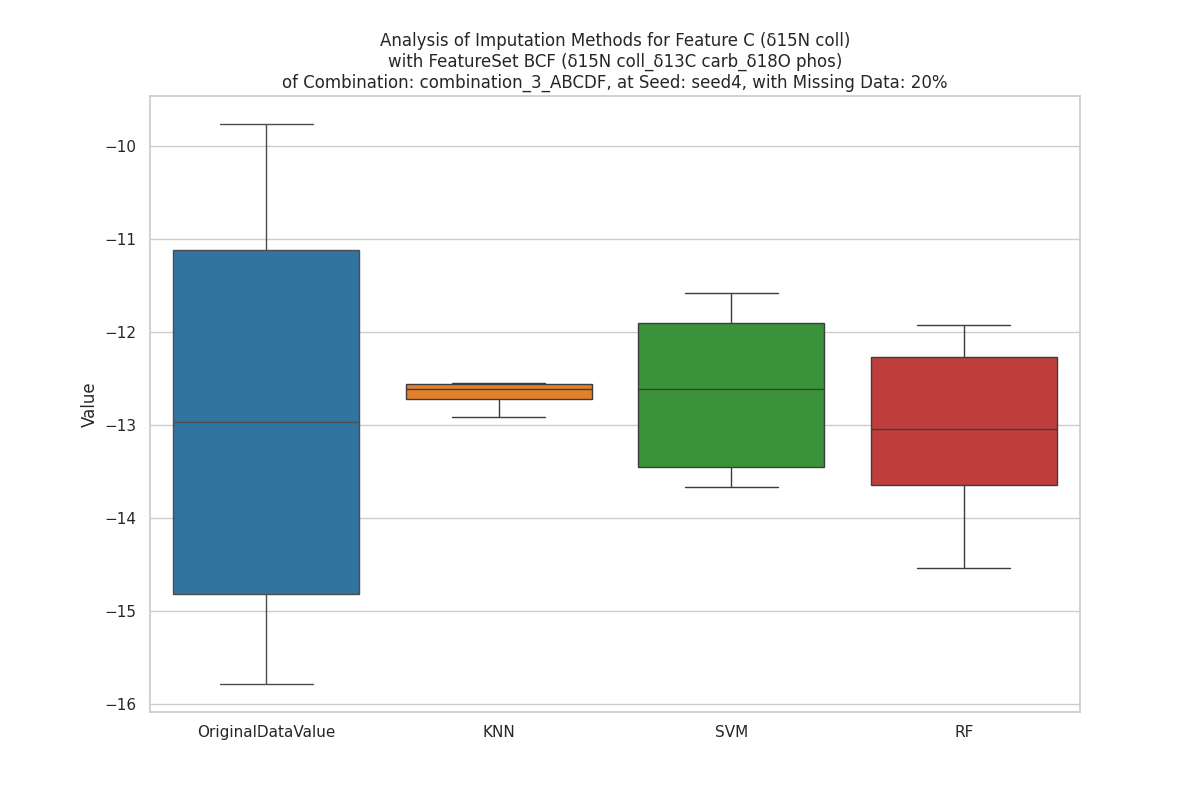 Analysis of Imputation Methods for Feature C (δ15N coll)
with FeatureSet BCF (δ15N coll_δ13C carb_δ18O phos)
of Combination: combination_3_ABCDF, at Seed: seed4, with Missing Data: 20%
−10
−11
−12
−13
−14
−15
−16
Value
OriginalDataValue
KNN
SVM
RF